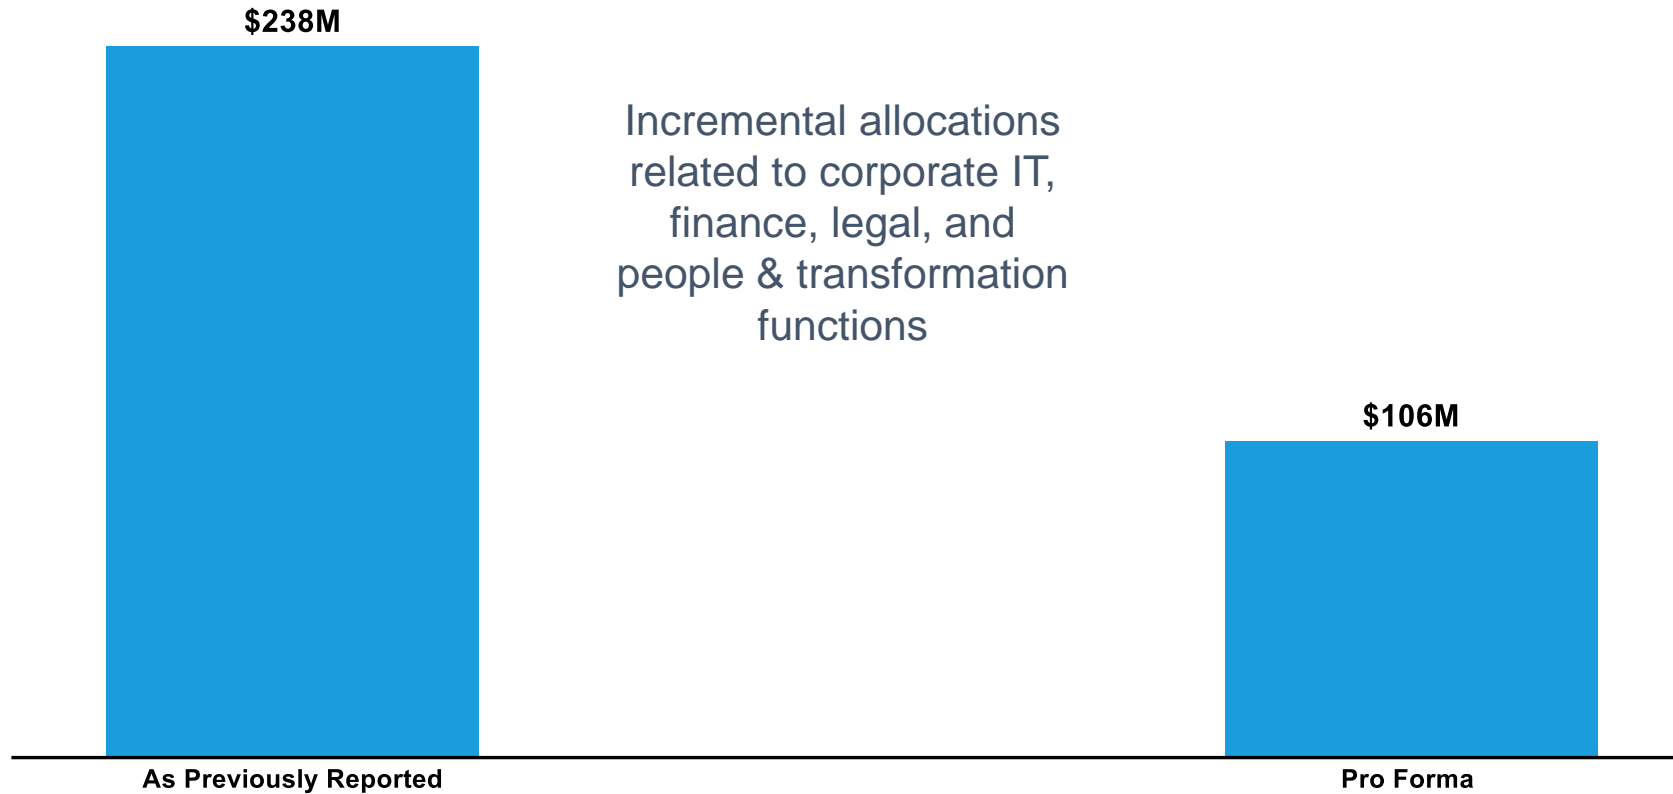 $238M
Incremental allocations
related to corporate IT,
finance, legal, and
people & transformation
functions
$106M
As Previously Reported
Pro Forma